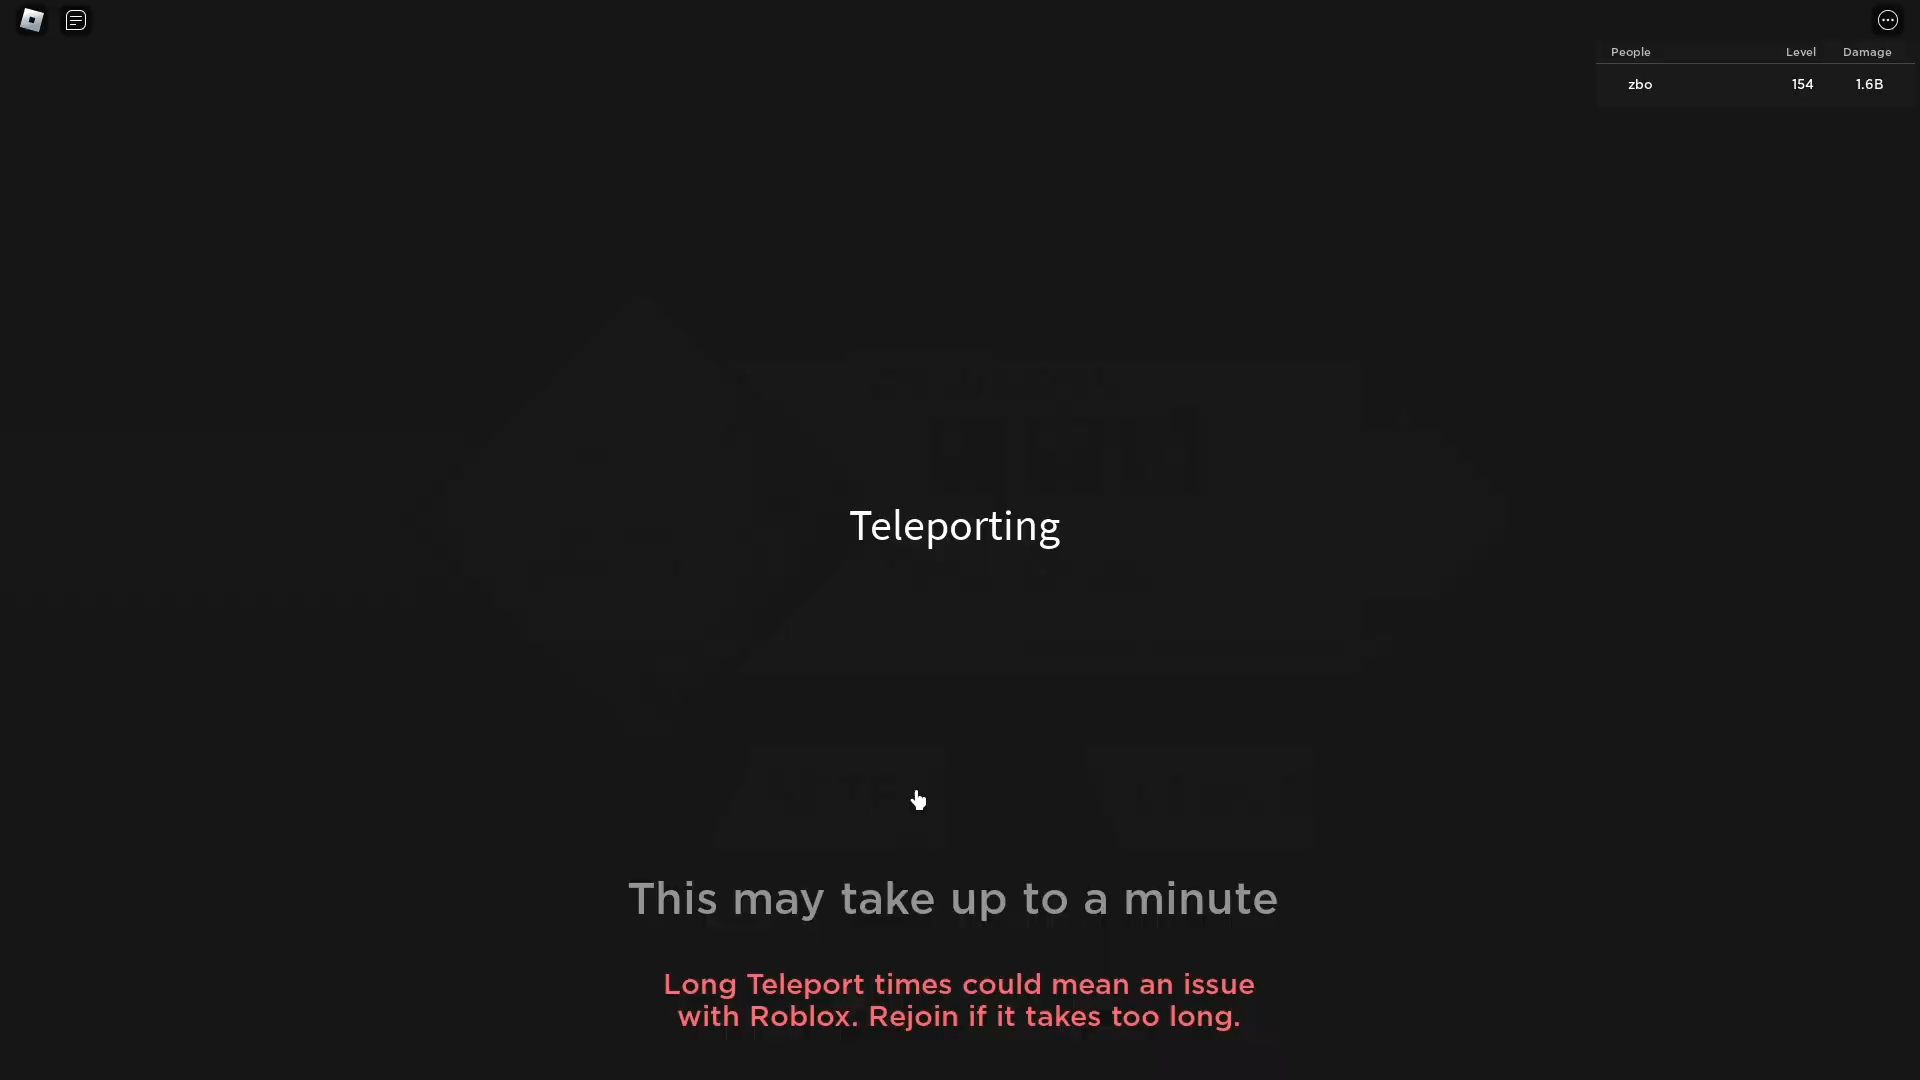 People Level Damage
zbo 154 1.6B
Teleporting
This may take up to a minute
Long Teleport times could mean an issue
with Roblox. Rejoin if it takes too long.